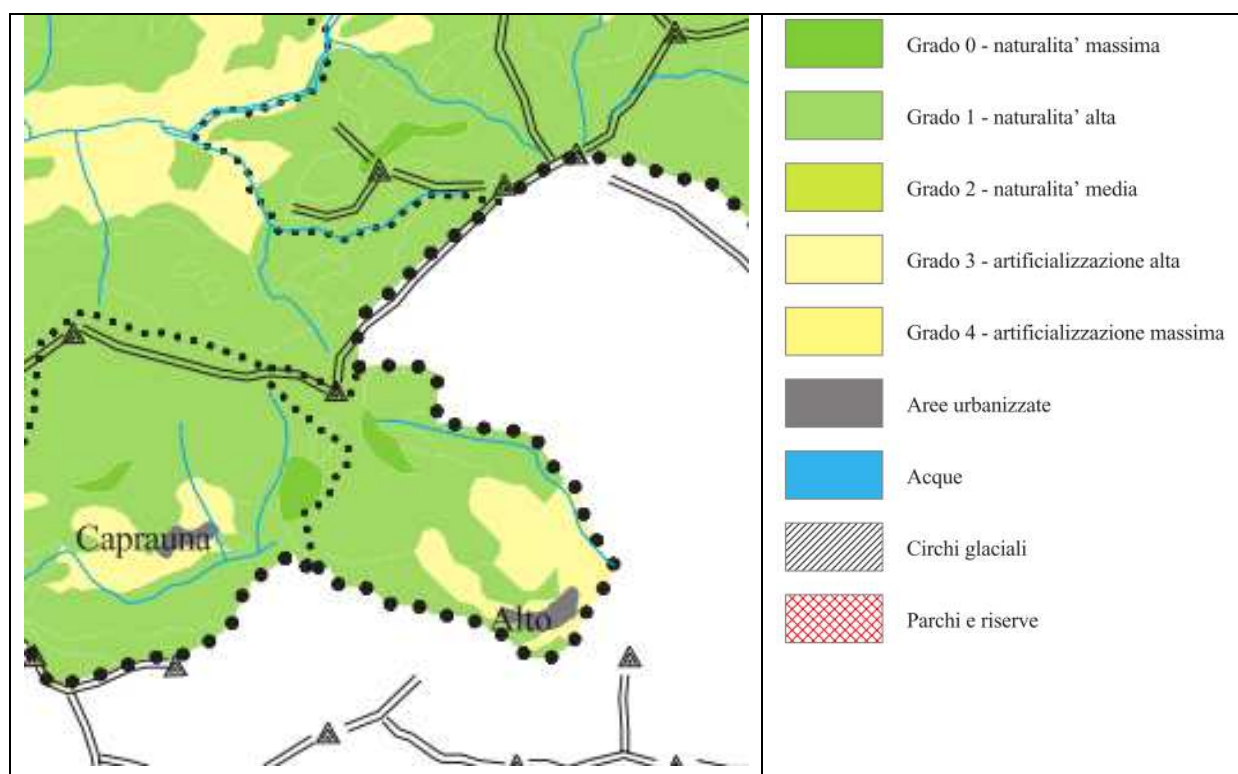 Caprauna
Alto
Grado 0 - naturalita' massima
Grado 1 - naturalita' alta
Grado 2 - naturalita' media
Grado 3 - artificializzazione alta
Grado 4 - artificializzazione massima
Aree urbanizzate
Acque
Circhi glaciali
Parchi e riserve